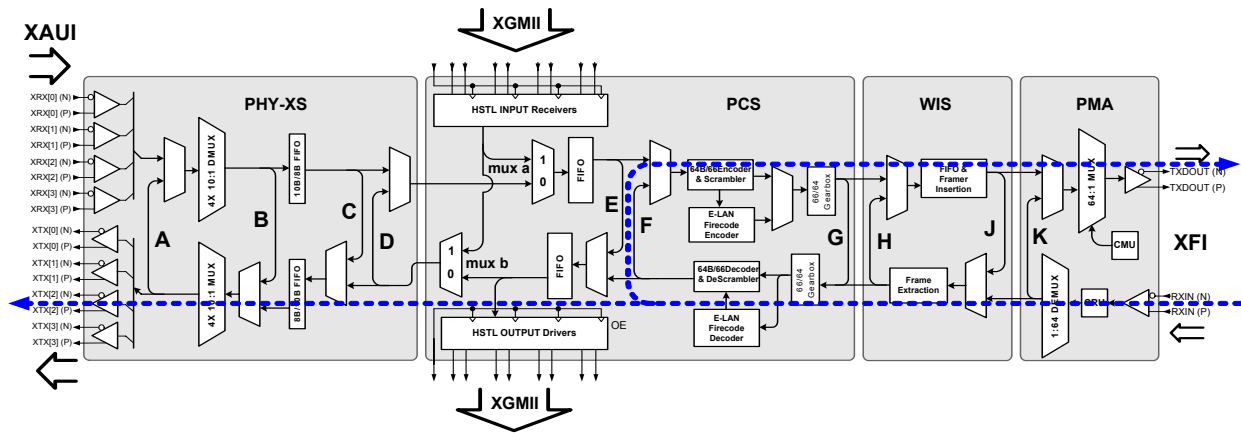 XGMII
XAUI
PHY-XS
PCS
WIS
PMA
XRX[0] (N)
XRX[0] (P)
XRX[1] (N)
XRX[1] (P)
XRX[2] (N)
XRX[2] (P)
XRX[3] (N)
XRX[3] (P)
4X 10:1 DMUX
10B/8B FIFO
HSTL INPUT Receivers
mux a
1
0
FIFO
64B/66Encoder
& Scrambler
E-LAN
Firecode
Encoder
66/64
Gearbox
FIFO &
Framer
Insertion
64:1 MUX
TXDOUT (N)
TXDOUT (P)
A
B
C
D
E
F
G
H
J
K
CMU
XFI
XTX[0] (N)
XTX[0] (P)
XTX[1] (N)
XTX[1] (P)
XTX[2] (N)
XTX[2] (P)
XTX[3] (N)
XTX[3] (P)
4X 10:1 MUX
8B/10B FIFO
1
0
mux b
FIFO
64B/66Decoder
& DeScrambler
E-LAN
Firecode
Decoder
66/64
Gearbox
Frame
Extraction
1:64 DEMUX
CRU
RXIN (N)
RXIN (P)
HSTL OUTPUT Drivers
OE
XGMII